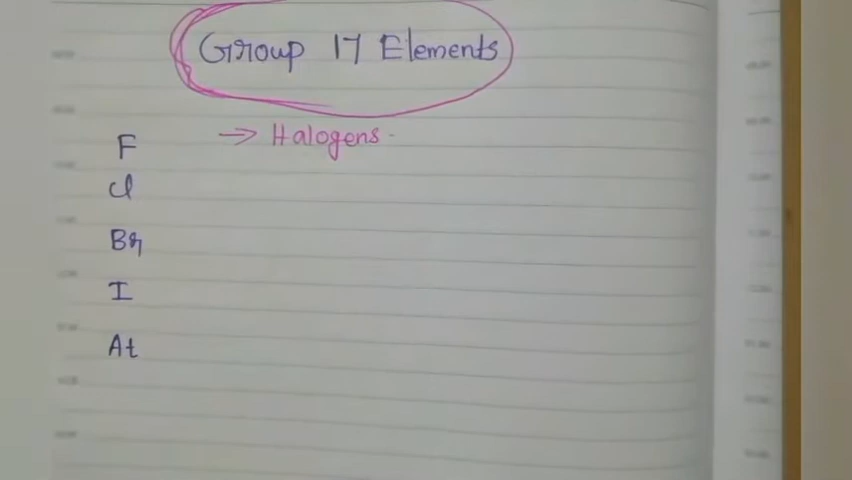 Group 17 Elements
→ Halogens
F
Cl
Br
I
At